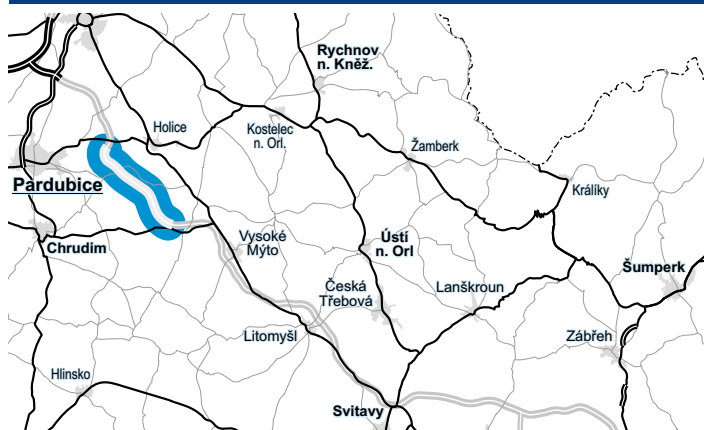 Rychnov
n. Kněž.
Holice
Kostelec
n. Orl.
Žamberk
Pardubice
Králíky
Chrudim
Vysoké
Mýto
Ústí
n. Orl
Šumperk
Česká
Třebová
Lanškroun
Litomyšl
Zábřeh
Hlinsko
Svitavy